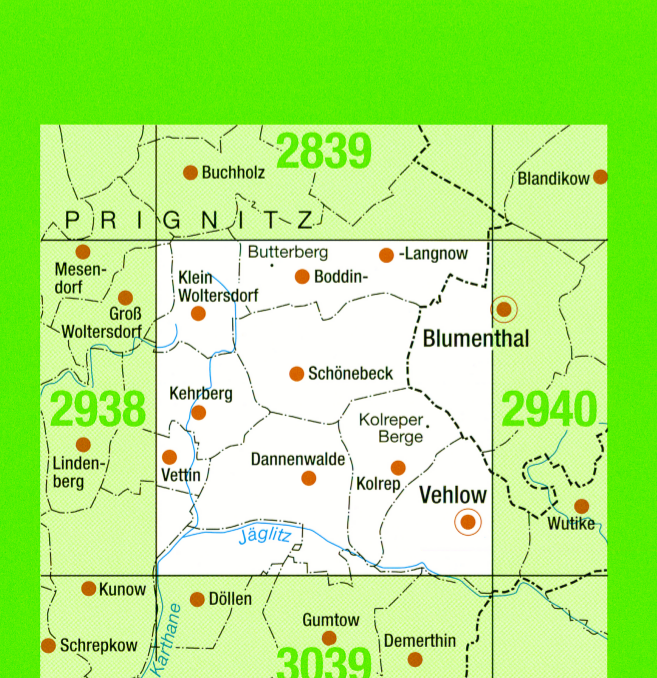 2839
Buchholz
Blandikow
PRIGNITZ
Butterberg
-Langnow
Mesen-
dorf
Klein
Woltersdorf
Boddin-
Groß
Woltersdorf
Blumenthal
Schönebeck
Kehrberg
2938
2940
Kolreper
Berge
Linden-
berg
Vettin
Dannenwalde
Kolrep
Vehlow
Wutike
Jäglitz
Kunow
Döllen
Karthane
Gumtow
Schrepkow
Demerthin
3039